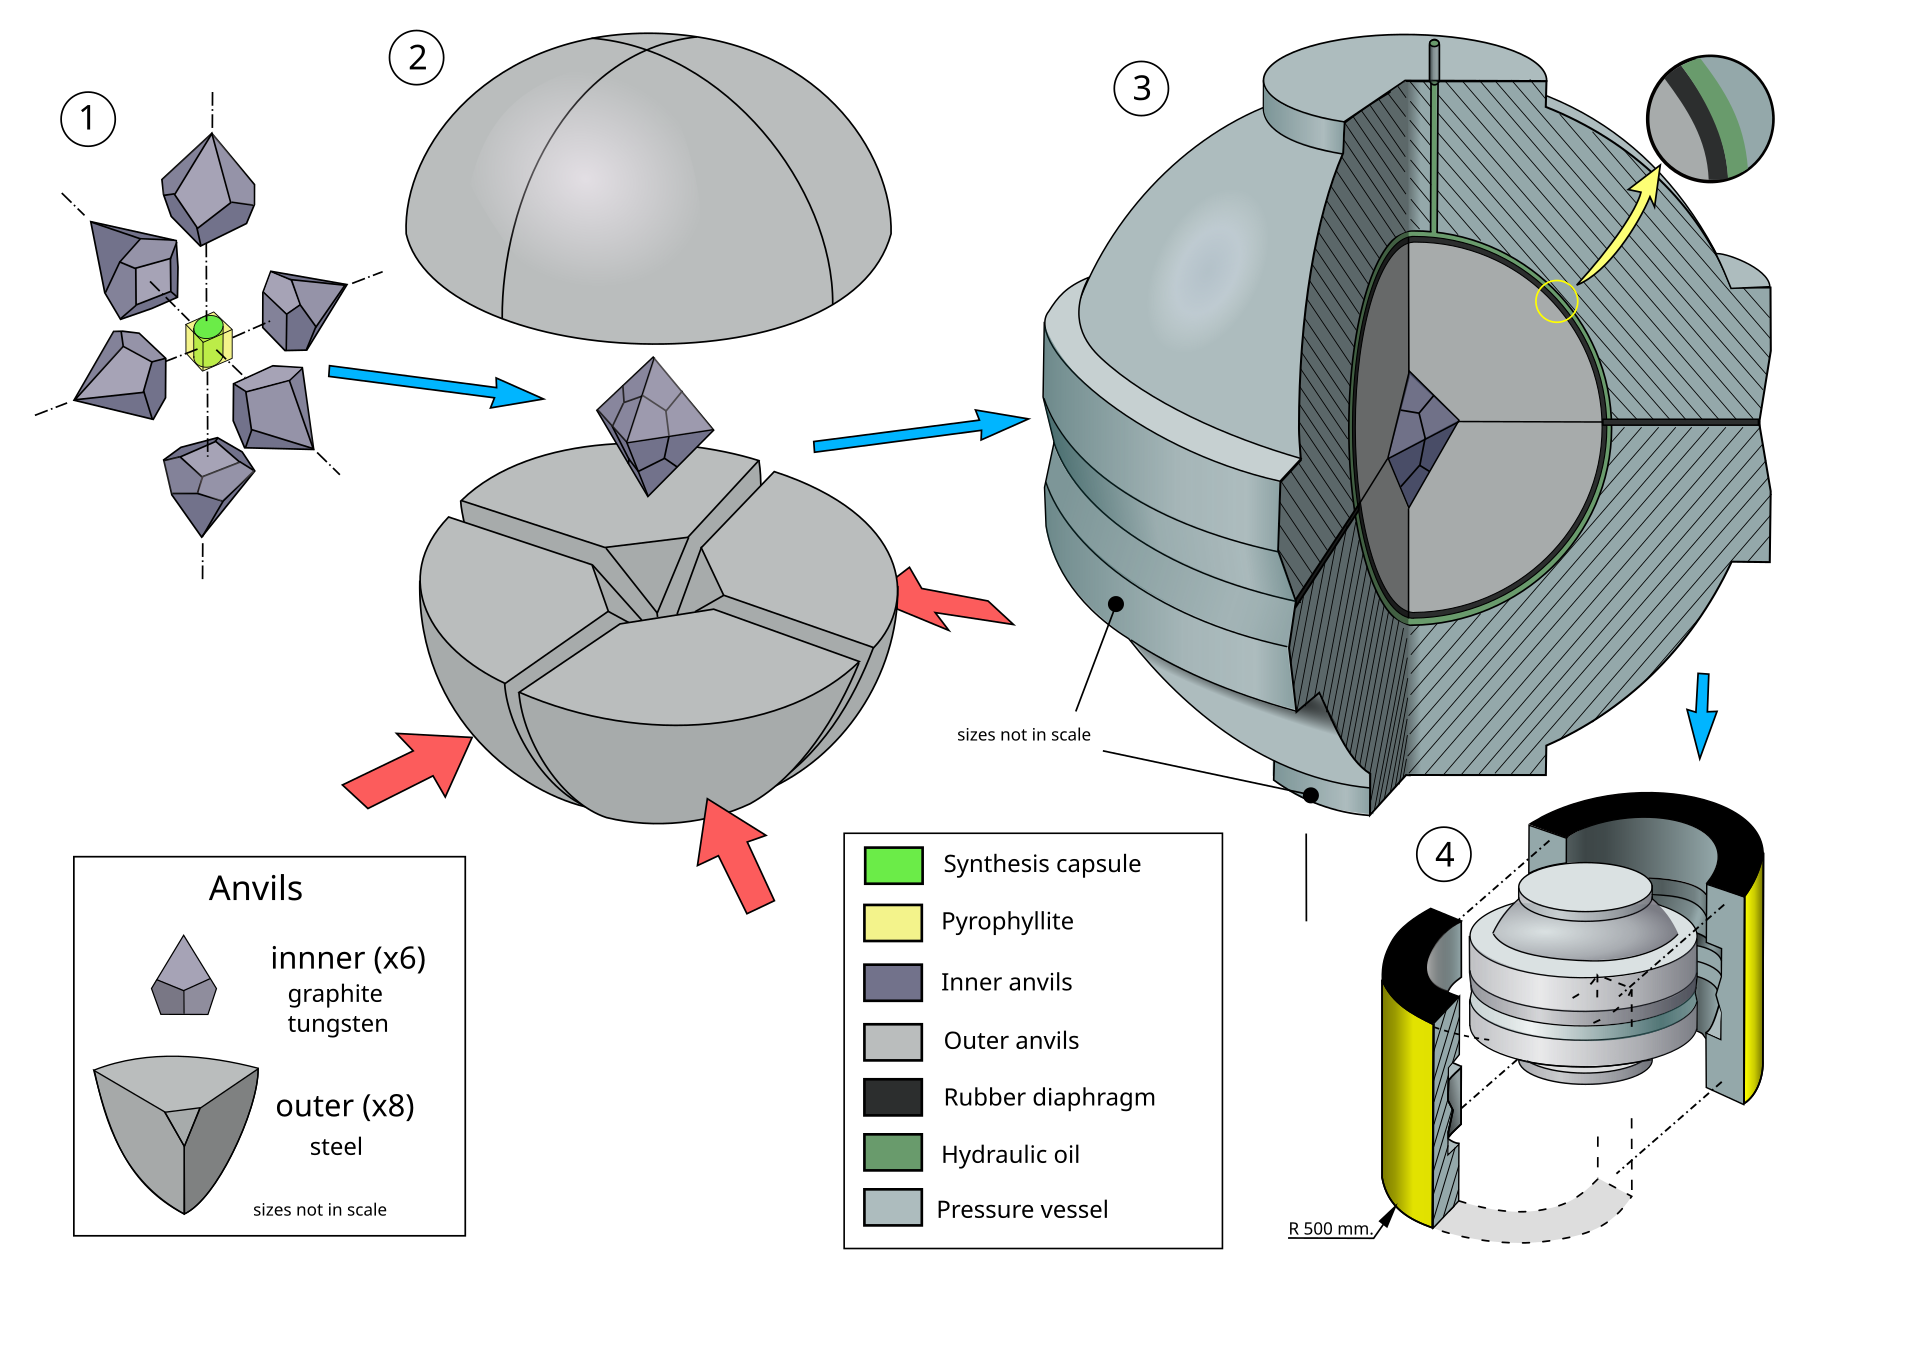 1
2
3
sizes not in scale
4
R 500 mm.
Anvils
innner (x6)
graphite
tungsten
outer (x8)
steel
sizes not in scale
Synthesis capsule
Pyrophyllite
Inner anvils
Outer anvils
Rubber diaphragm
Hydraulic oil
Pressure vessel